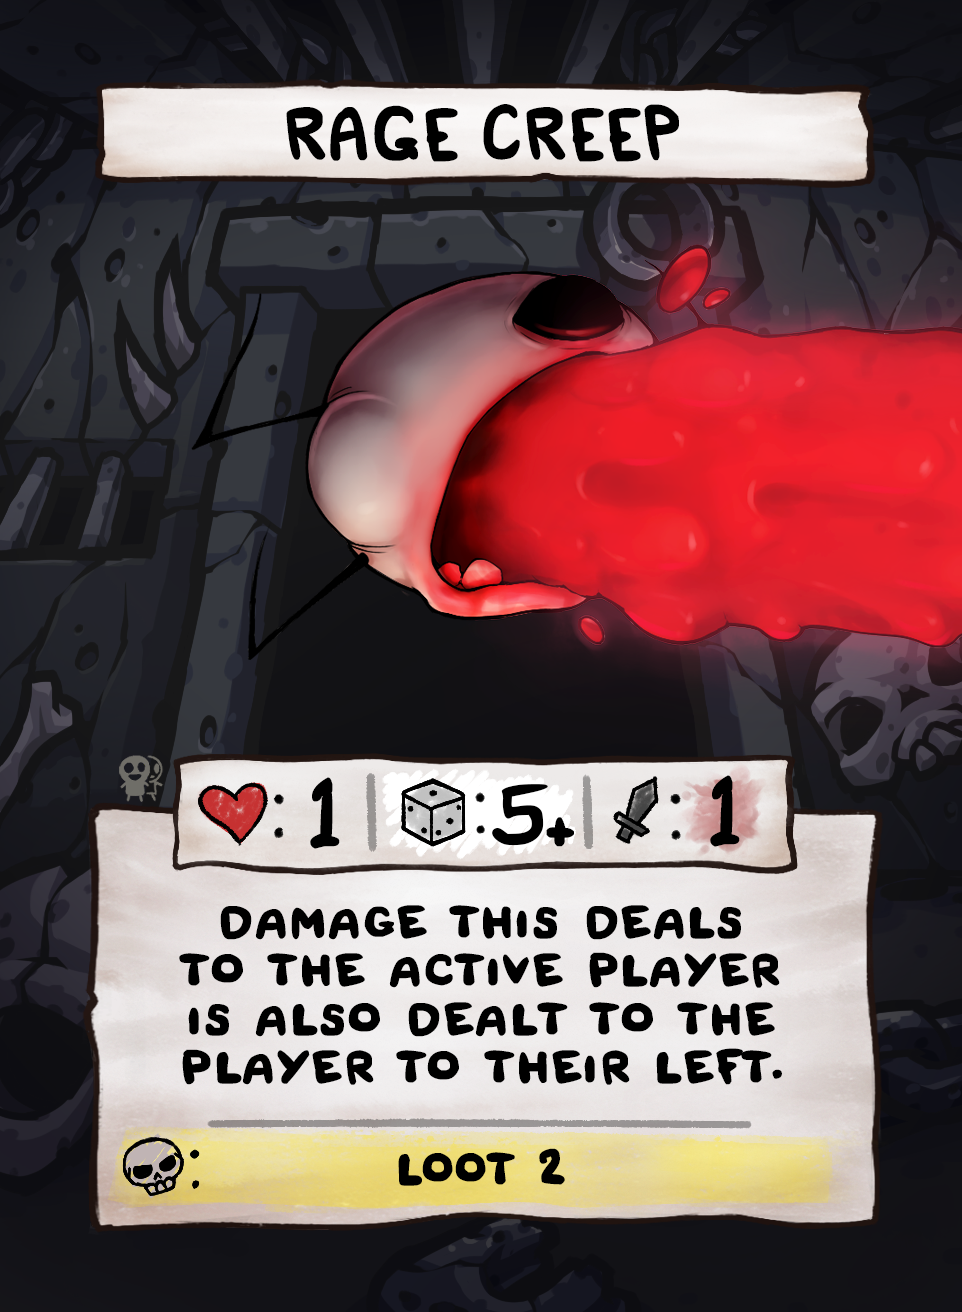 RAGE CREEP
: 1 | : 5+ | : 1
DAMAGE THIS DEALS
TO THE ACTIVE PLAYER
IS ALSO DEALT TO THE
PLAYER TO THEIR LEFT.
: LOOT 2